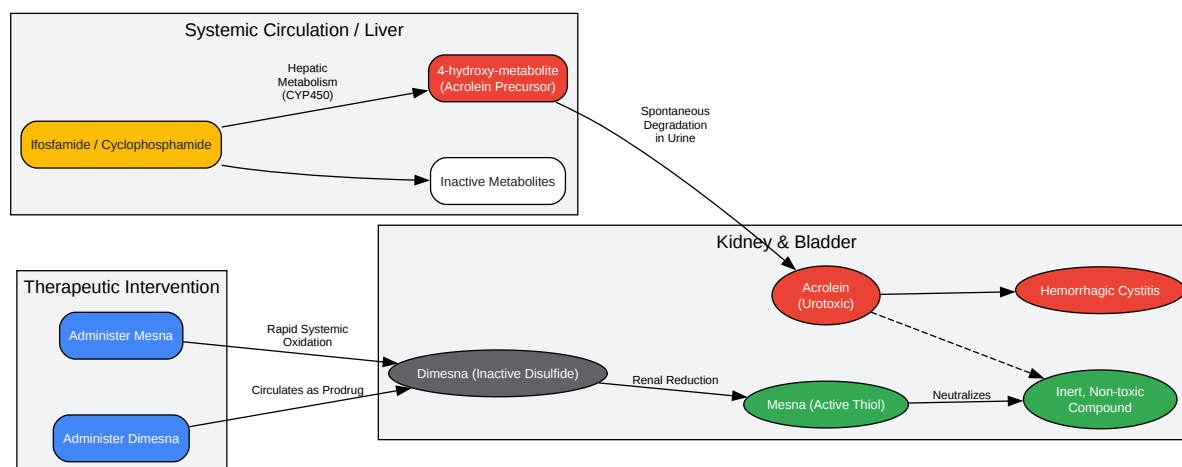 Systemic Circulation / Liver
Hepatic
Metabolism
(CYP450)
4-hydroxy-metabolite
(Acrolein Precursor)
Ifosfamide / Cyclophosphamide
Inactive Metabolites
Spontaneous
Degradation
in Urine
Kidney & Bladder
Acrolein
(Urotoxic)
Hemorrhagic Cystitis
Therapeutic Intervention
Administer Mesna
Rapid Systemic
Oxidation
Dimesna (Inactive Disulfide)
Renal Reduction
Circulates as Prodrug
Mesna (Active Thiol)
Neutralizes
Inert, Non-toxic
Compound
Administer Dimesna